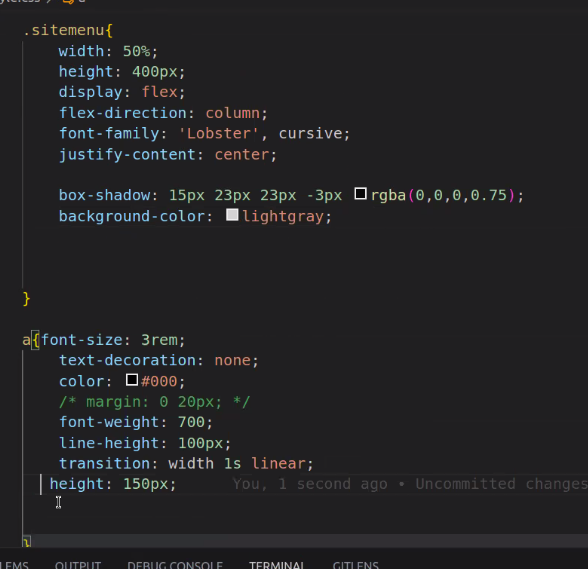 .sitemenu{
width: 50%;
height: 400px;
display: flex;
flex-direction: column;
font-family: 'Lobster', cursive;
justify-content: center;
box-shadow: 15px 23px 23px -3px rgba(0,0,0,0.75);
background-color: lightgray;
}
a{font-size: 3rem;
text-decoration: none;
color: #000;
/* margin: 0 20px; */
font-weight: 700;
line-height: 100px;
transition: width 1s linear;
height: 150px; You, 1 second ago • Uncommitted changes
}
LEMS OUTPUT DEBUG CONSOLE TERMINAL GITLENS